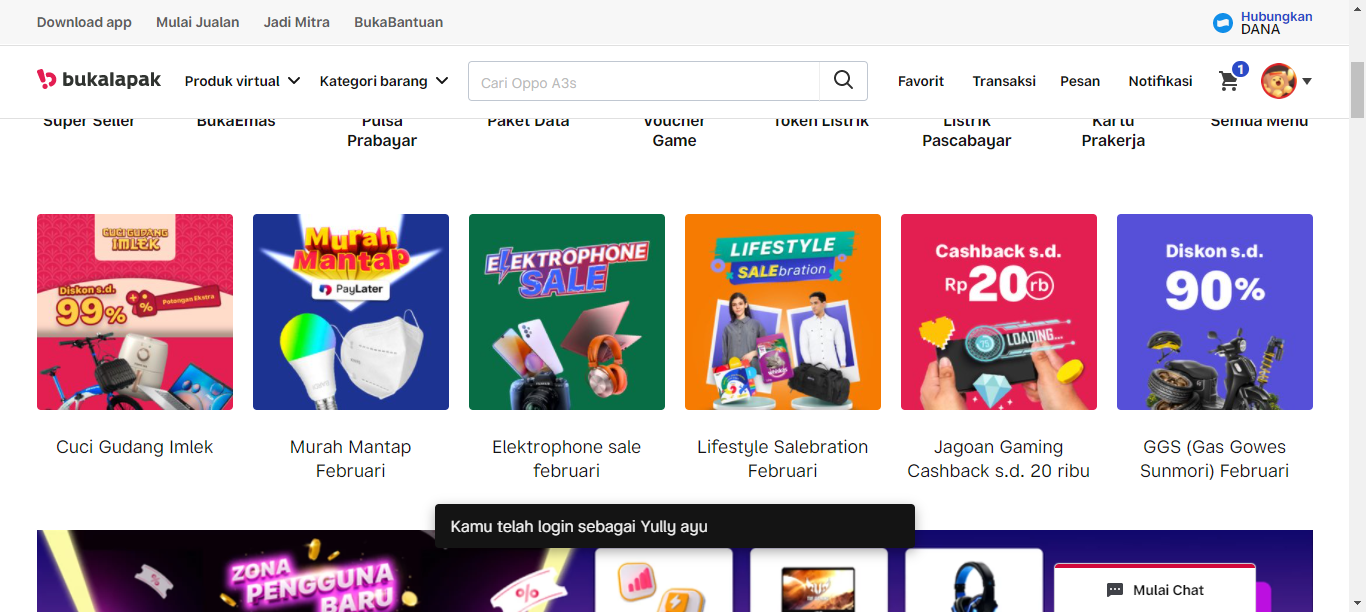 Download app Mulai Jualan Jadi Mitra BukaBantuan
Hubungkan
DANA
bukalapak Produk virtual Kategori barang Cari Oppo A3s Favorit Transaksi Pesan Notifikasi 1
Super Seller BukaEmas Pulsa Paket Data Voucher Token Listrik Listrik Kartu Semua Menu
Prabayar Game Pascabayar Prakerja
CUCI GUDANG
IMLEK
Diskon s.d.
99%
+ % Potongan Ekstra
Murah
Mantap
PayLater
ELEKTROPHONE
SALE
LIFESTYLE
SALEbration
Cashback s.d.
Rp20rb
75 LOADING...
Diskon s.d.
90%
Cuci Gudang Imlek
Murah Mantap
Februari
Elektrophone sale
februari
Lifestyle Salebration
Februari
Jagoan Gaming
Cashback s.d. 20 ribu
GGS (Gas Gowes
Sunmori) Februari
Kamu telah login sebagai Yully ayu
ZONA
PENGGUNA
BARU
%
Mulai Chat